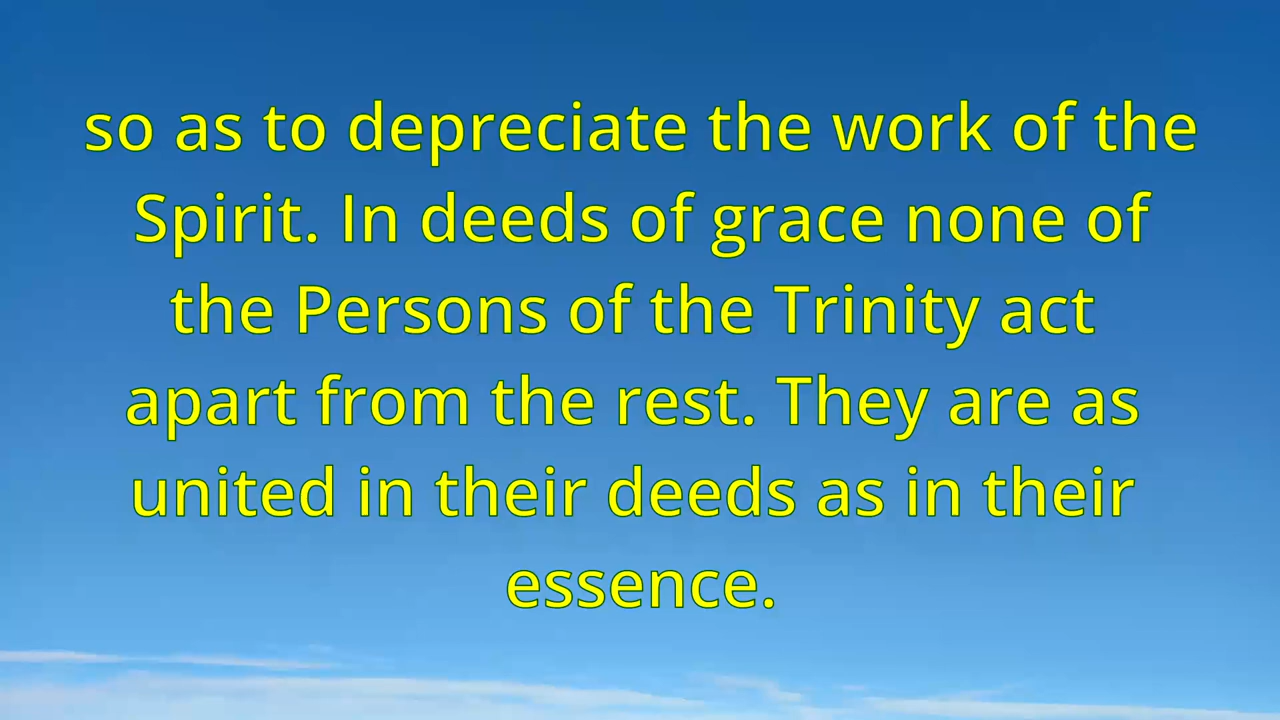 so as to depreciate the work of the
Spirit. In deeds of grace none of
the Persons of the Trinity act
apart from the rest. They are as
united in their deeds as in their
essence.